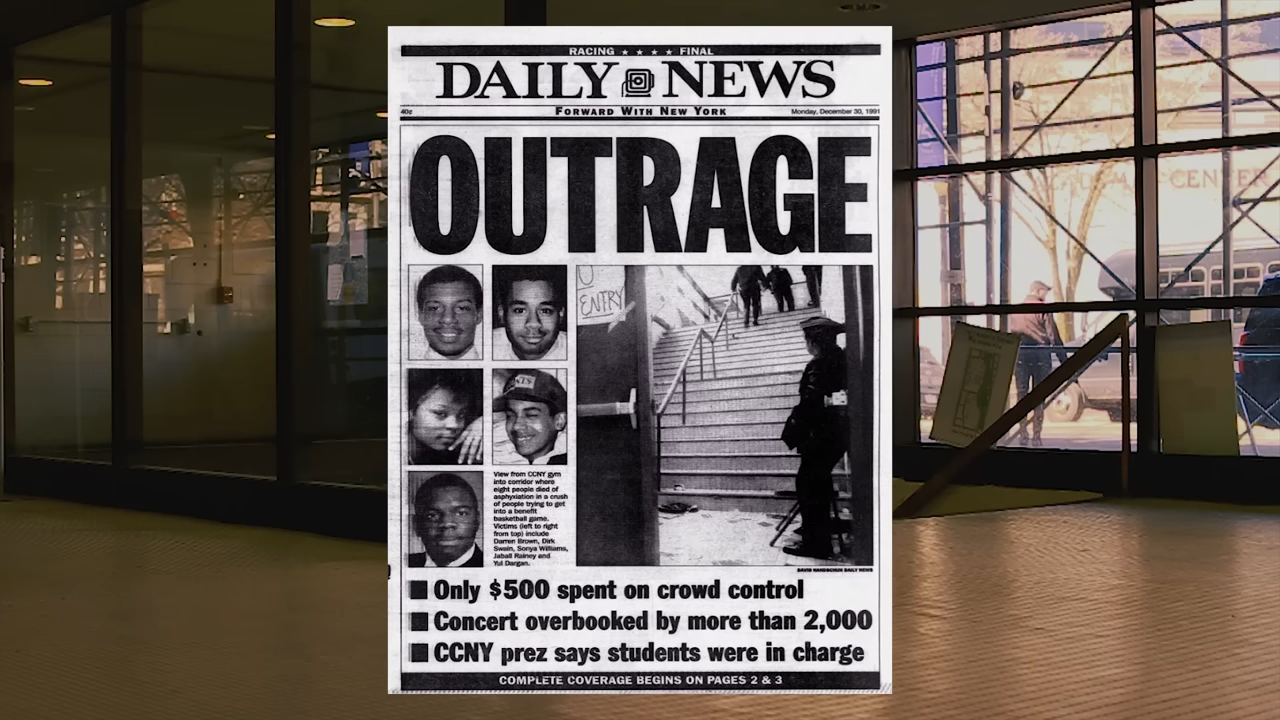 RACING ★ ★ ★ ★ FINAL
DAILY NEWS
40¢
FORWARD WITH NEW YORK
Monday, December 30, 1991
OUTRAGE
ENTRY
View from CCNY gym
into corridor where
eight people died of
asphyxiation in a crush
of people trying to get
into a benefit
basketball game.
Victims (left to right
from top) include
Darren Brown, Dirk
Swain, Sonya Williams,
Jaball Rainey and
Yul Dargan.
DAVID HANDSCHUH DAILY NEWS
■ Only $500 spent on crowd control
■ Concert overbooked by more than 2,000
■ CCNY prez says students were in charge
COMPLETE COVERAGE BEGINS ON PAGES 2 & 3
CENTER